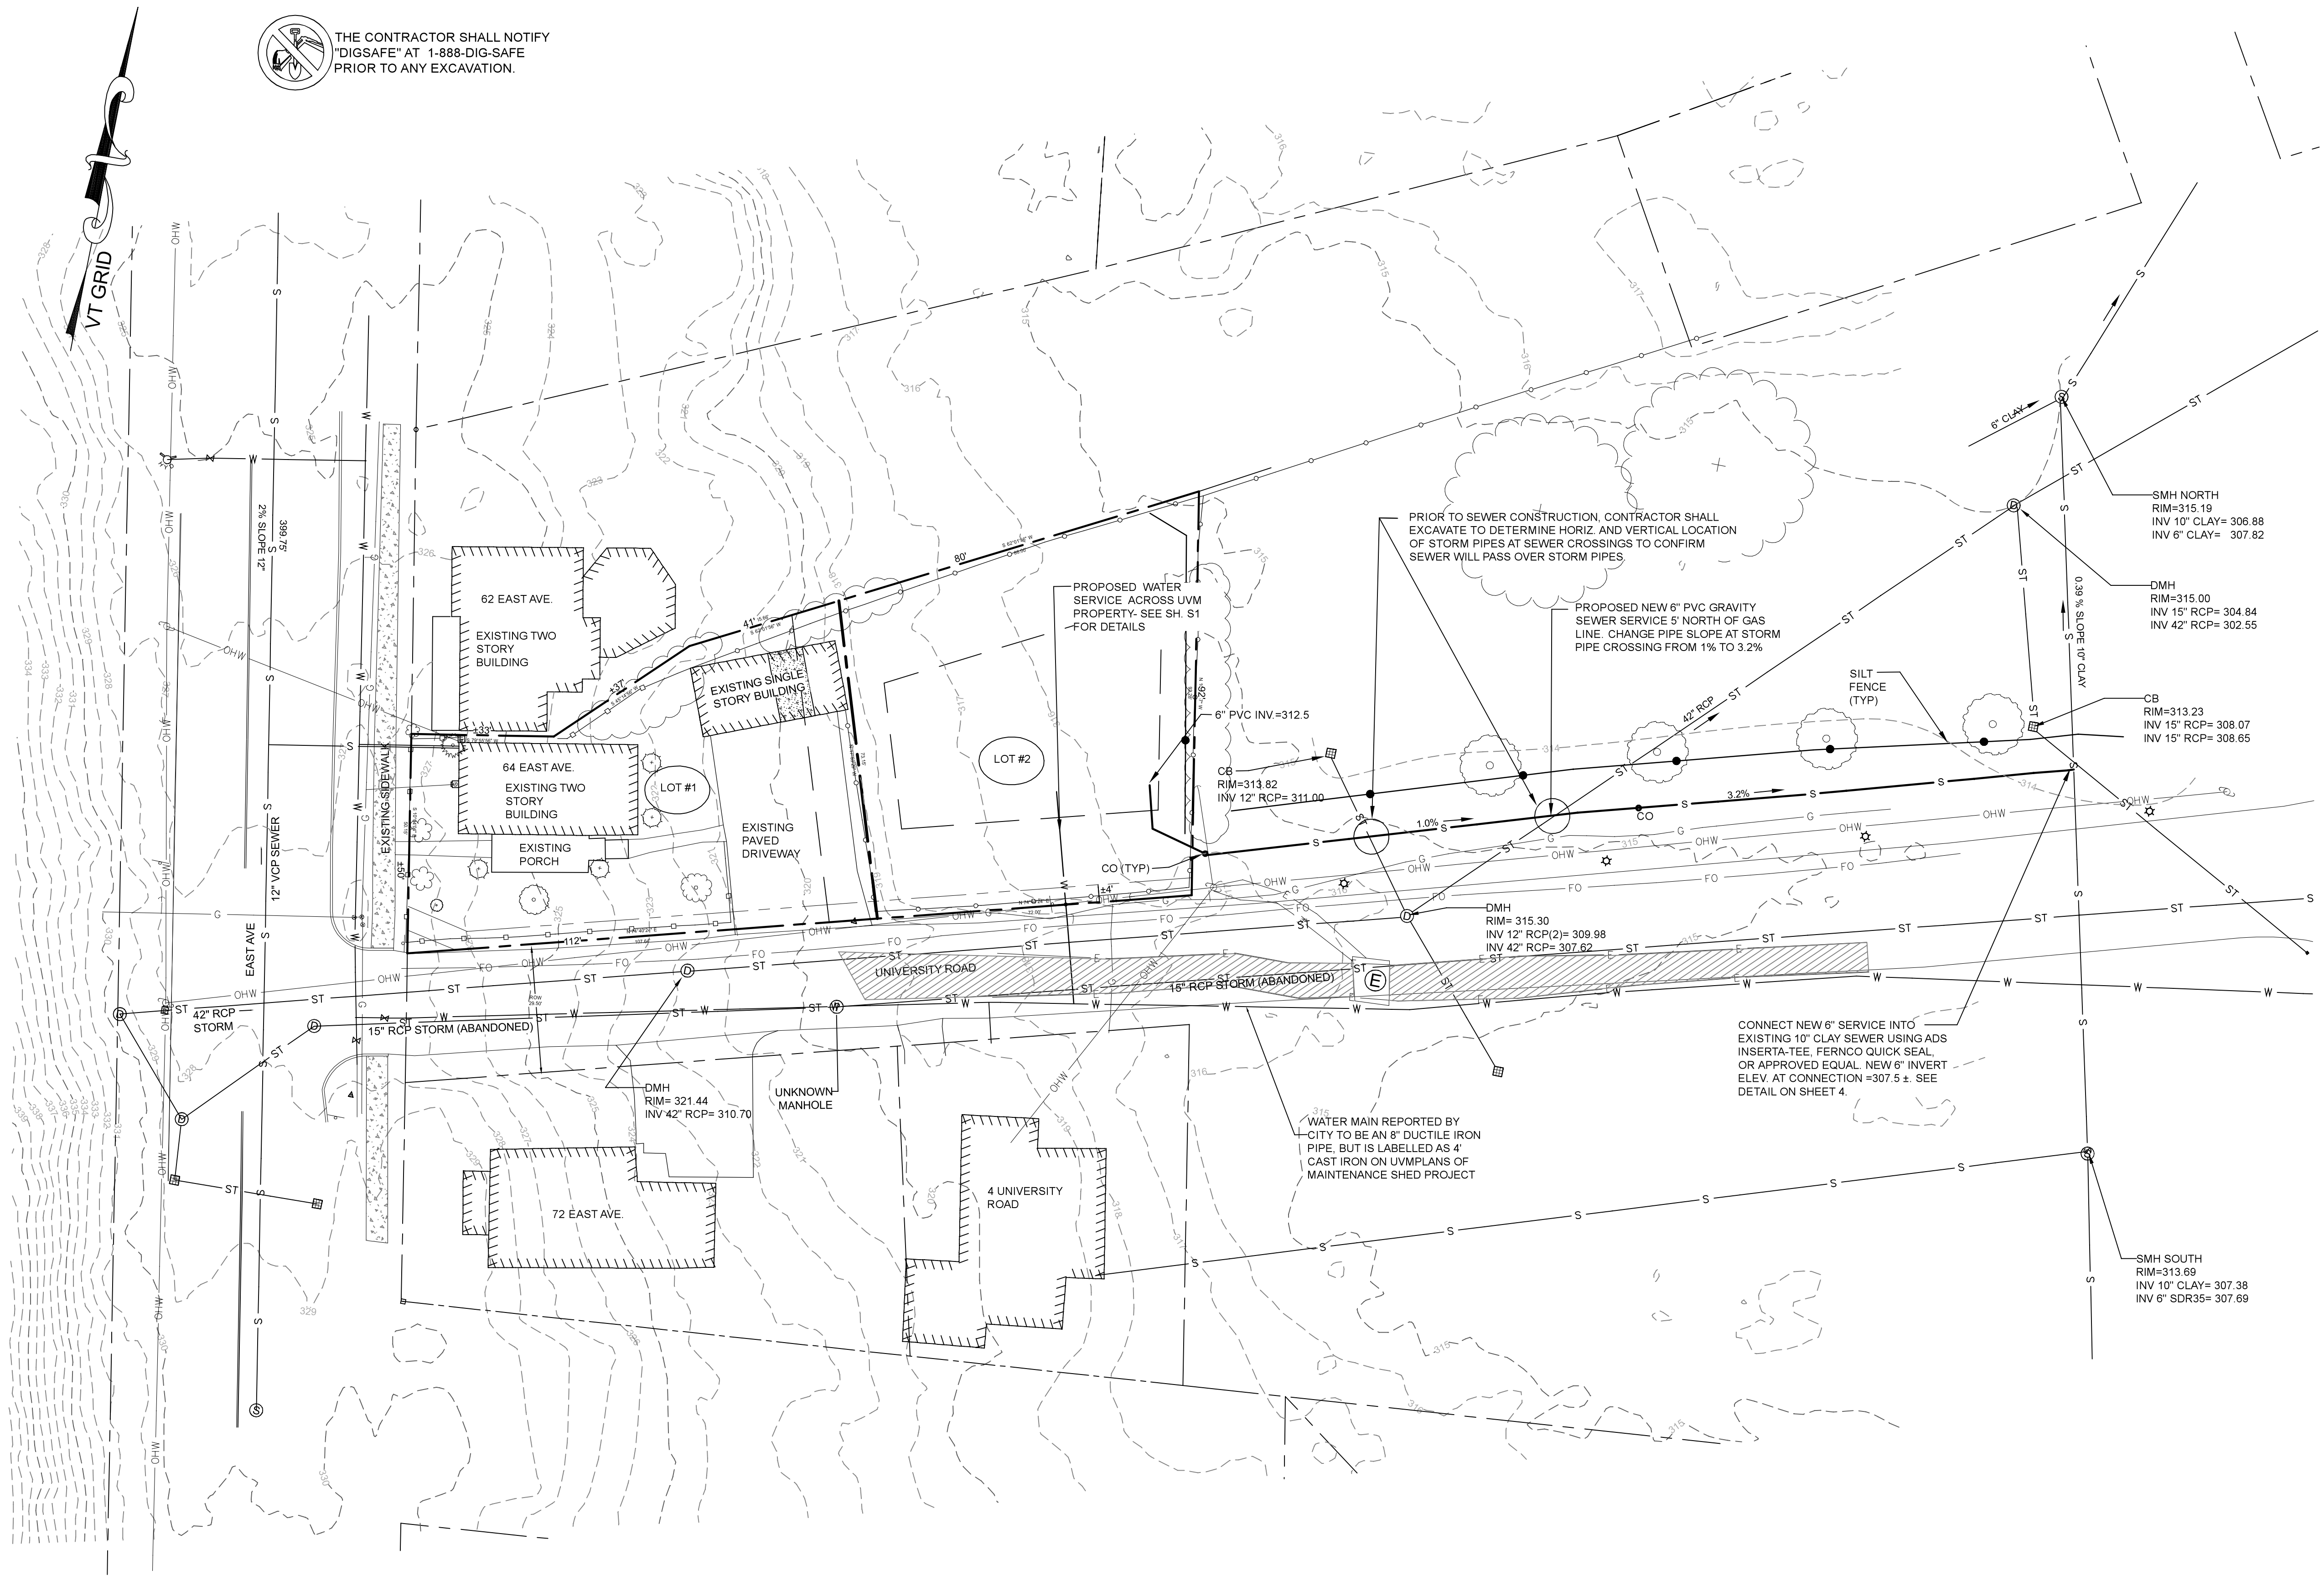 THE CONTRACTOR SHALL NOTIFY
"DIGSAFE" AT 1-888-DIG-SAFE
PRIOR TO ANY EXCAVATION.
VT GRID
PRIOR TO SEWER CONSTRUCTION, CONTRACTOR SHALL
EXCAVATE TO DETERMINE HORIZ. AND VERTICAL LOCATION
OF STORM PIPES AT SEWER CROSSINGS TO CONFIRM
SEWER WILL PASS OVER STORM PIPES.
6" CLAY
SMH NORTH
RIM=315.19
INV 10" CLAY= 306.88
INV 6" CLAY= 307.82
DMH
RIM=315.00
INV 15" RCP= 304.84
INV 42" RCP= 302.55
0.39 % SLOPE 10" CLAY
CB
RIM=313.23
INV 15" RCP= 308.07
INV 15" RCP= 308.65
PROPOSED WATER
SERVICE ACROSS UVM
PROPERTY- SEE SH. S1
FOR DETAILS
PROPOSED NEW 6" PVC GRAVITY
SEWER SERVICE 5' NORTH OF GAS
LINE. CHANGE PIPE SLOPE AT STORM
PIPE CROSSING FROM 1% TO 3.2%
SILT
FENCE
(TYP)
42" RCP
6" PVC INV.=312.5
CB
RIM=313.82
INV 12" RCP= 311.00
1.0%
3.2%
CO
CO (TYP)
399.75'
2% SLOPE 12"
12" VCP SEWER
EAST AVE
EXISTING SIDEWALK
62 EAST AVE.
EXISTING TWO
STORY
BUILDING
64 EAST AVE.
EXISTING TWO
STORY
BUILDING
EXISTING
PORCH
EXISTING SINGLE
STORY BUILDING
LOT #1
LOT #2
EXISTING
PAVED
DRIVEWAY
±33'
±37'
41'
80'
92'
±50'
112'
±4'
DMH
RIM= 315.30
INV 12" RCP(2)= 309.98
INV 42" RCP= 307.62
UNIVERSITY ROAD
15" RCP STORM (ABANDONED)
E
42" RCP
STORM
15" RCP STORM (ABANDONED)
ROW
29.50'
DMH
RIM= 321.44
INV 42" RCP= 310.70
UNKNOWN
MANHOLE
CONNECT NEW 6" SERVICE INTO
EXISTING 10" CLAY SEWER USING ADS
INSERTA-TEE, FERNCO QUICK SEAL,
OR APPROVED EQUAL. NEW 6" INVERT
ELEV. AT CONNECTION =307.5 ±. SEE
DETAIL ON SHEET 4.
WATER MAIN REPORTED BY
CITY TO BE AN 8" DUCTILE IRON
PIPE, BUT IS LABELLED AS 4'
CAST IRON ON UVMPLANS OF
MAINTENANCE SHED PROJECT
72 EAST AVE.
4 UNIVERSITY
ROAD
SMH SOUTH
RIM=313.69
INV 10" CLAY= 307.38
INV 6" SDR35= 307.69